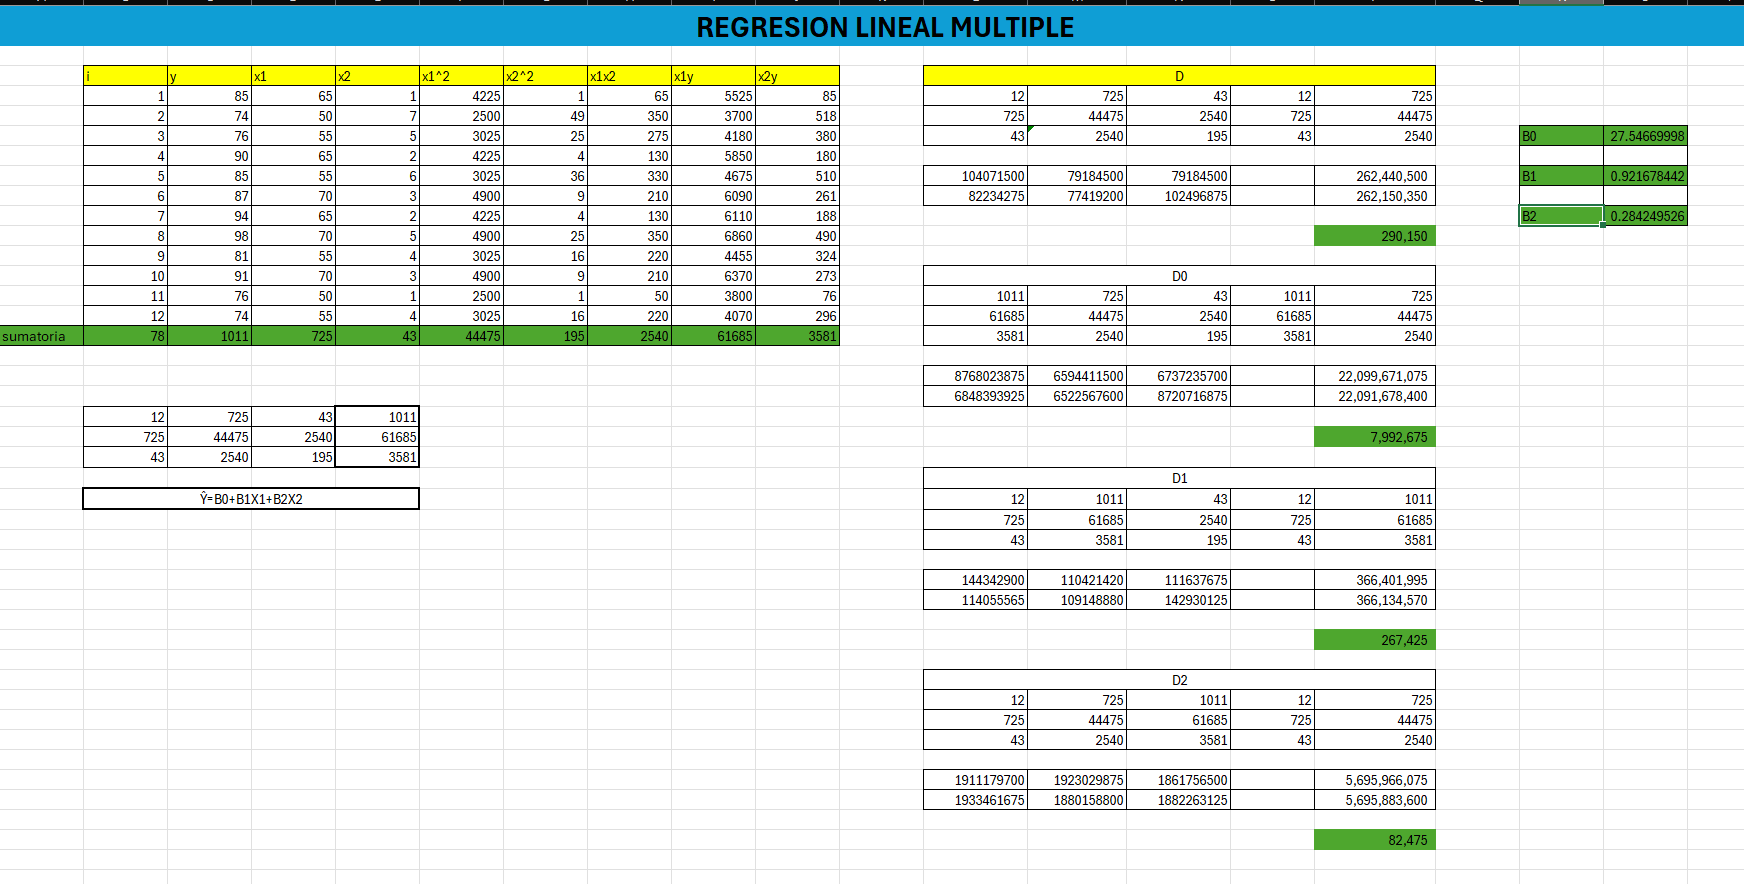 REGRESION LINEAL MULTIPLE
i y x1 x2 x1^2 x2^2 x1x2 x1y x2y
1 85 65 1 4225 1 65 5525 85
2 74 50 7 2500 49 350 3700 518
3 76 55 5 3025 25 275 4180 380
4 90 65 2 4225 4 130 5850 180
5 85 55 6 3025 36 330 4675 510
6 87 70 3 4900 9 210 6090 261
7 94 65 2 4225 4 130 6110 188
8 98 70 5 4900 25 350 6860 490
9 81 55 4 3025 16 220 4455 324
10 91 70 3 4900 9 210 6370 273
11 76 50 1 2500 1 50 3800 76
12 74 55 4 3025 16 220 4070 296
sumatoria 78 1011 725 43 44475 195 2540 61685 3581
12 725 43 1011
725 44475 2540 61685
43 2540 195 3581
Ŷ=B0+B1X1+B2X2
D
12 725 43 12 725
725 44475 2540 725 44475
43 2540 195 43 2540
104071500 79184500 79184500 262,440,500
82234275 77419200 102496875 262,150,350
290,150
D0
1011 725 43 1011 725
61685 44475 2540 61685 44475
3581 2540 195 3581 2540
8768023875 6594411500 6737235700 22,099,671,075
6848393925 6522567600 8720716875 22,091,678,400
7,992,675
D1
12 1011 43 12 1011
725 61685 2540 725 61685
43 3581 195 43 3581
144342900 110421420 111637675 366,401,995
114055565 109148880 142930125 366,134,570
267,425
D2
12 725 1011 12 725
725 44475 61685 725 44475
43 2540 3581 43 2540
1911179700 1923029875 1861756500 5,695,966,075
1933461675 1880158800 1882263125 5,695,883,600
82,475
B0 27.54669998
B1 0.921678442
B2 0.284249526